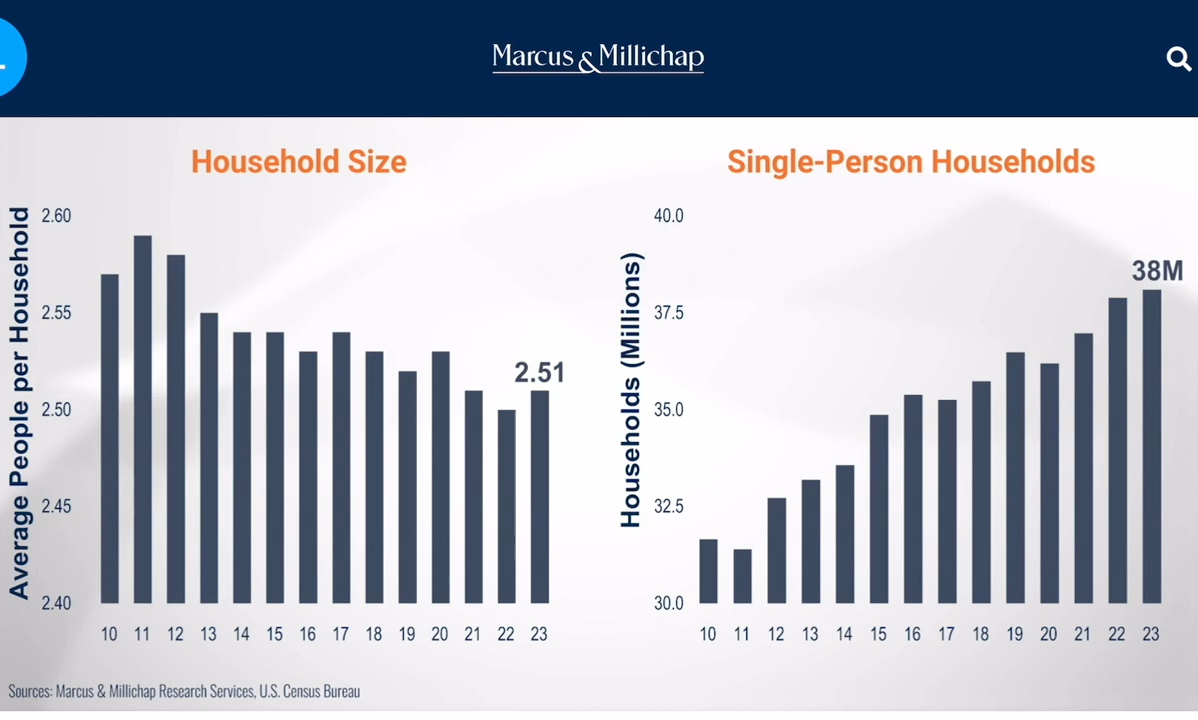 Marcus & Millichap
Household Size
Average People per Household
2.60
2.55
2.50
2.45
2.40
2.51
10 11 12 13 14 15 16 17 18 19 20 21 22 23
Single-Person Households
Households (Millions)
40.0
37.5
35.0
32.5
30.0
38M
10 11 12 13 14 15 16 17 18 19 20 21 22 23
Sources: Marcus & Millichap Research Services, U.S. Census Bureau